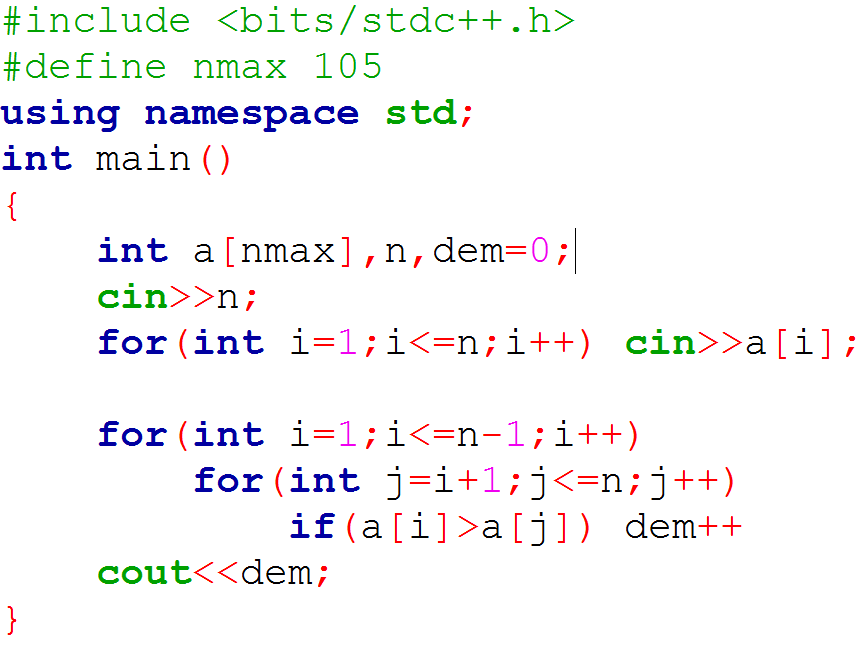 #include <bits/stdc++.h>
#define nmax 105
using namespace std;
int main()
{
    int a[nmax],n,dem=0;
    cin>>n;
    for(int i=1;i<=n;i++) cin>>a[i];
    for(int i=1;i<=n-1;i++)
        for(int j=i+1;j<=n;j++)
            if(a[i]>a[j]) dem++
    cout<<dem;
}